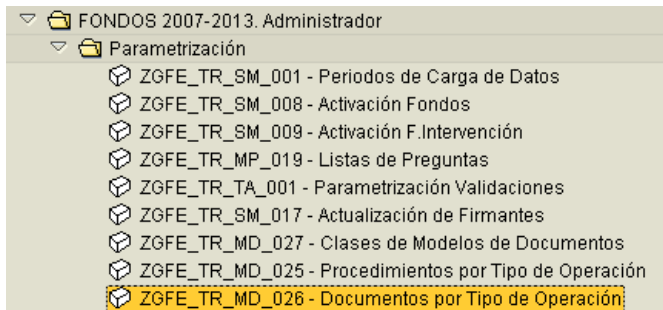 FONDOS 2007-2013. Administrador
Parametrización
ZGFE_TR_SM_001 - Periodos de Carga de Datos
ZGFE_TR_SM_008 - Activación Fondos
ZGFE_TR_SM_009 - Activación F.Intervención
ZGFE_TR_MP_019 - Listas de Preguntas
ZGFE_TR_TA_001 - Parametrización Validaciones
ZGFE_TR_SM_017 - Actualización de Firmantes
ZGFE_TR_MD_027 - Clases de Modelos de Documentos
ZGFE_TR_MD_025 - Procedimientos por Tipo de Operación
ZGFE_TR_MD_026 - Documentos por Tipo de Operación